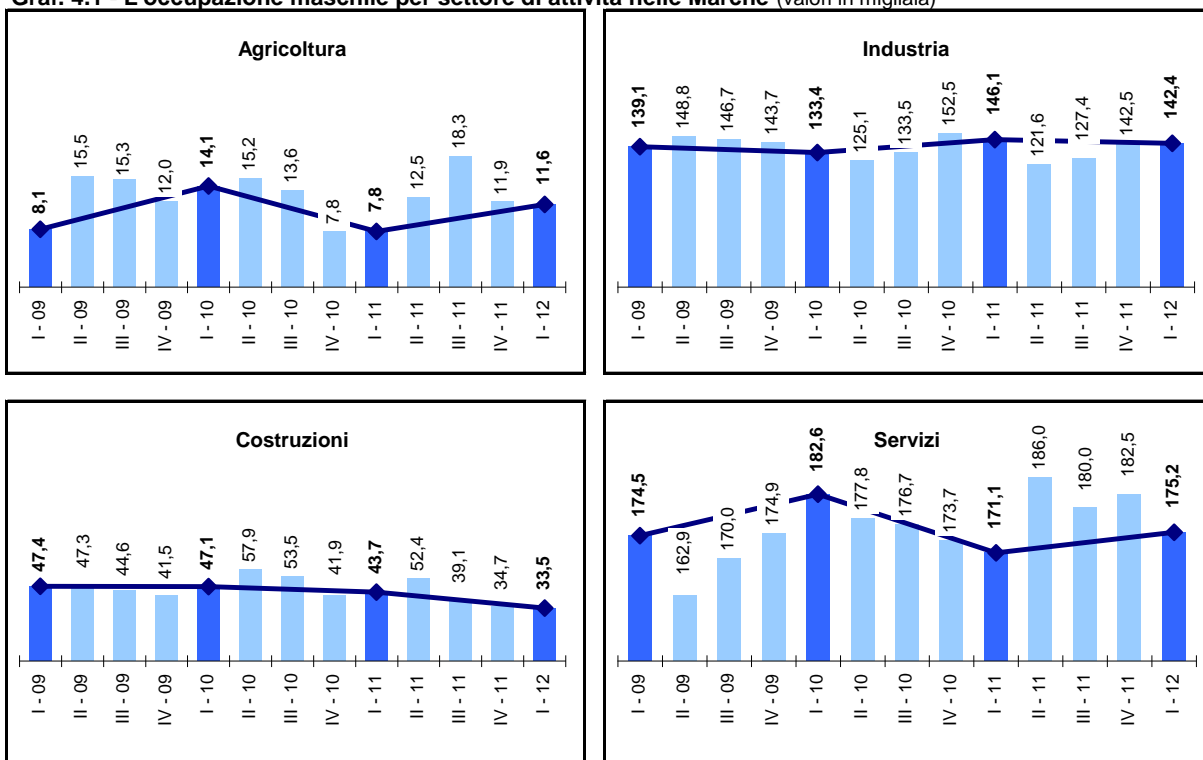 Graf. 4.1 - L'occupazione maschile per settore di attività nelle Marche (valori in migliaia)
Agricoltura
8,1
15,5
15,3
12,0
14,1
15,2
13,6
7,8
7,8
12,5
18,3
11,9
11,6
I - 09
II - 09
III - 09
IV - 09
I - 10
II - 10
III - 10
IV - 10
I - 11
II - 11
III - 11
IV - 11
I - 12
Industria
139,1
148,8
146,7
143,7
133,4
125,1
133,5
152,5
146,1
121,6
127,4
142,5
142,4
I - 09
II - 09
III - 09
IV - 09
I - 10
II - 10
III - 10
IV - 10
I - 11
II - 11
III - 11
IV - 11
I - 12
Costruzioni
47,4
47,3
44,6
41,5
47,1
57,9
53,5
41,9
43,7
52,4
39,1
34,7
33,5
I - 09
II - 09
III - 09
IV - 09
I - 10
II - 10
III - 10
IV - 10
I - 11
II - 11
III - 11
IV - 11
I - 12
Servizi
174,5
162,9
170,0
174,9
182,6
177,8
176,7
173,7
171,1
186,0
180,0
182,5
175,2
I - 09
II - 09
III - 09
IV - 09
I - 10
II - 10
III - 10
IV - 10
I - 11
II - 11
III - 11
IV - 11
I - 12